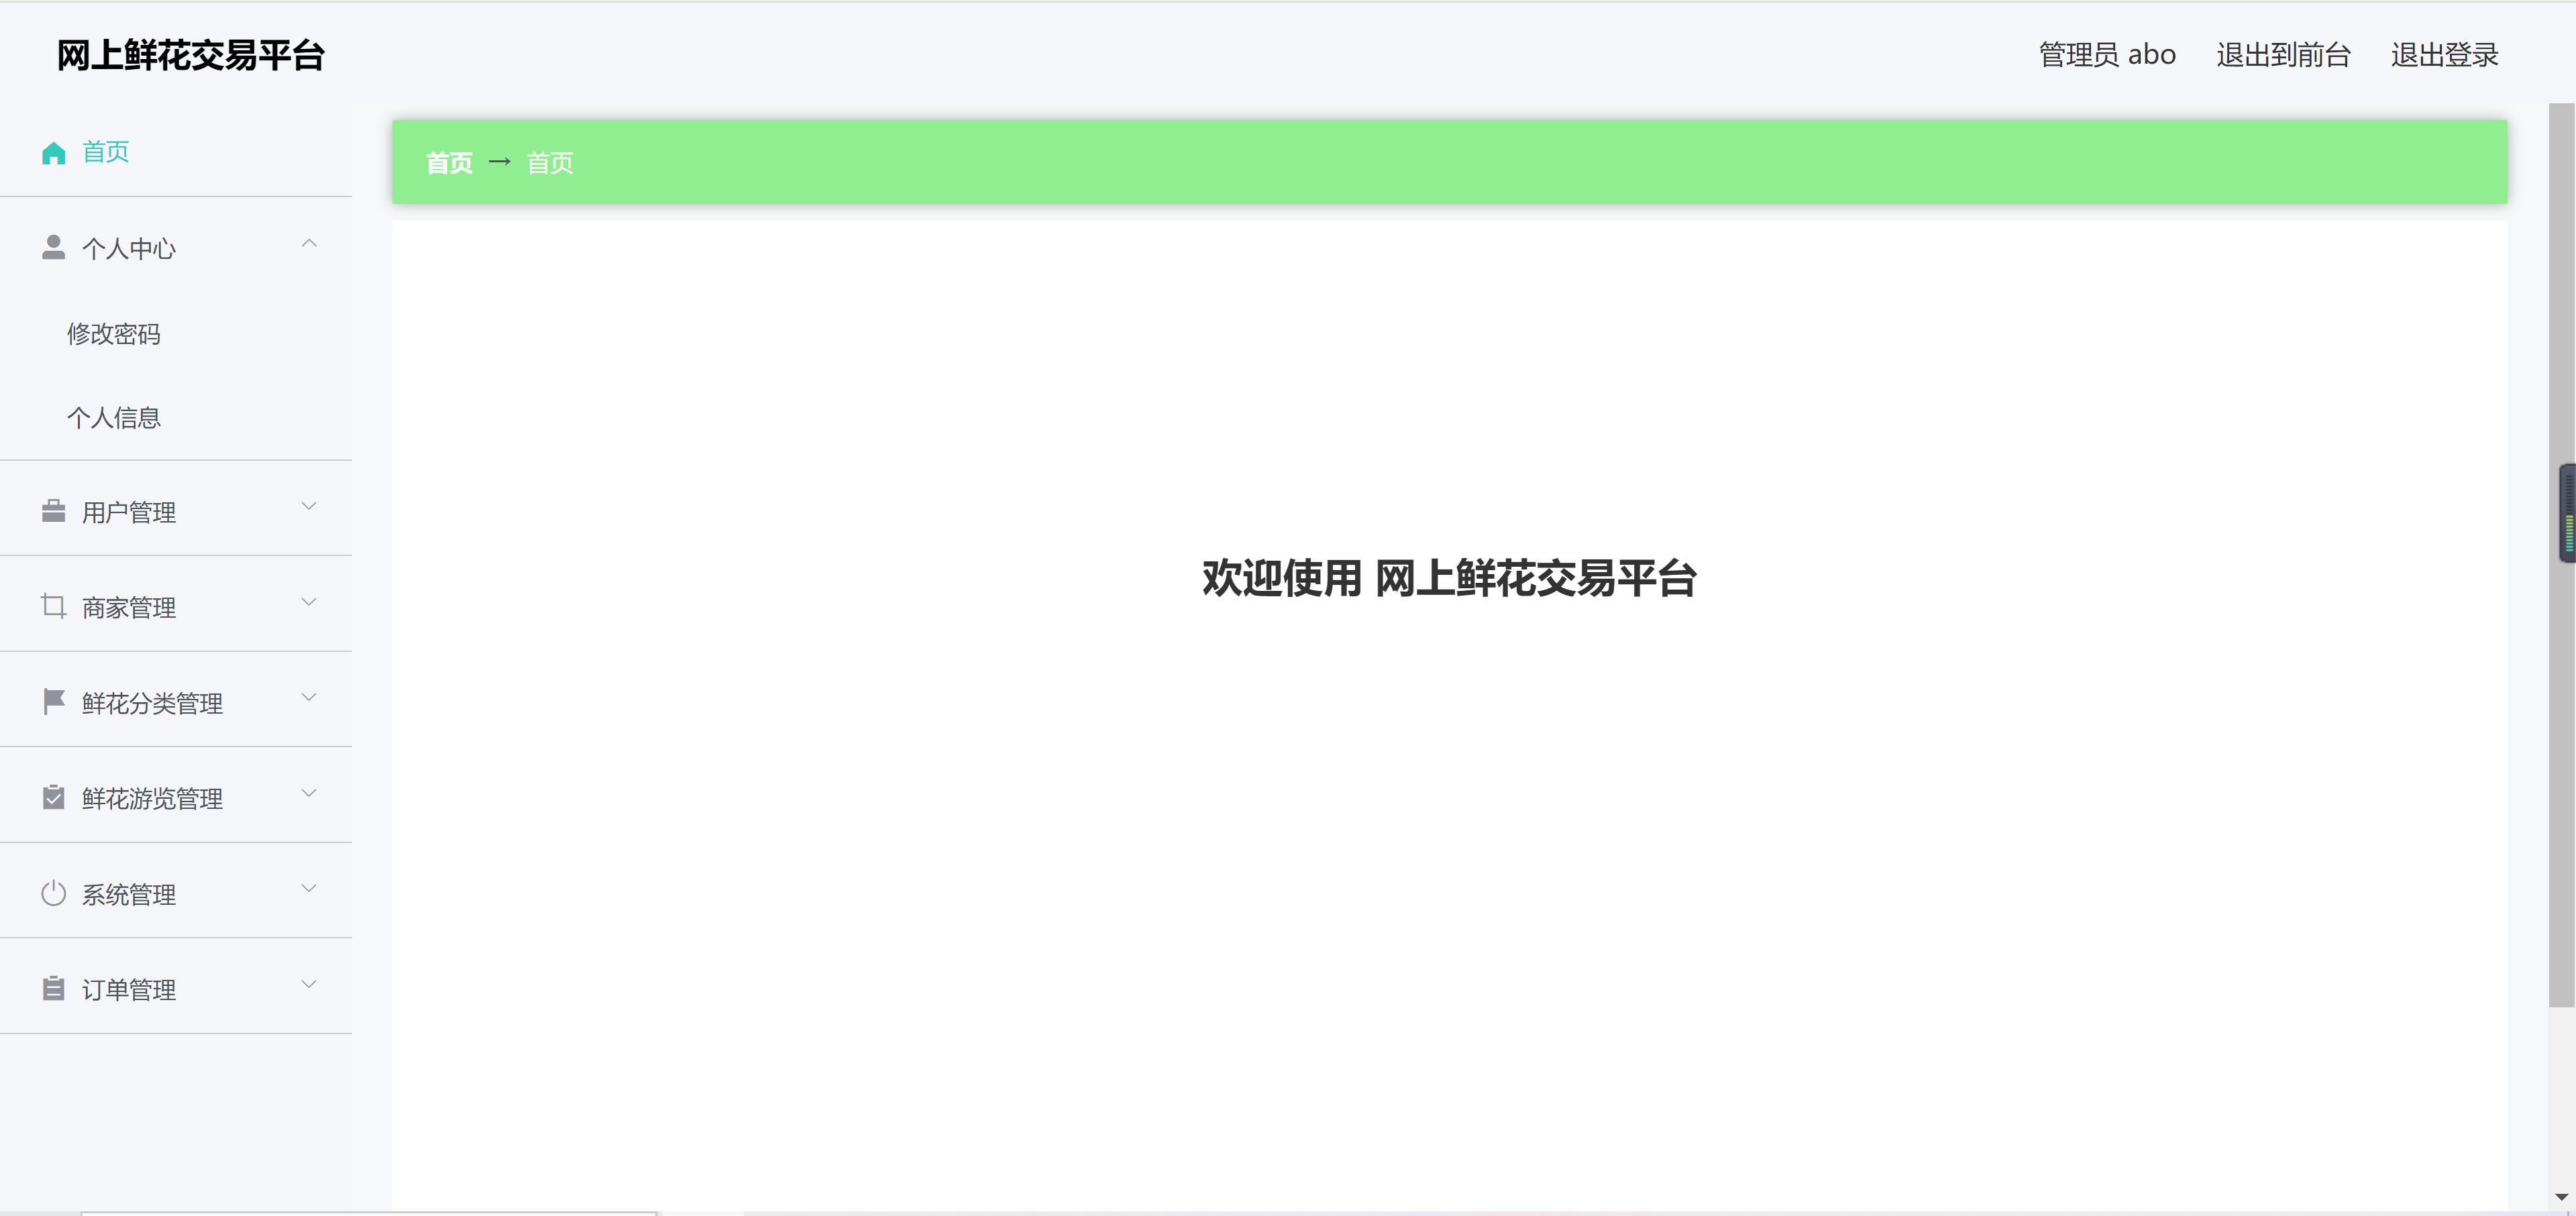 网上鲜花交易平台
管理员 abo 退出到前台 退出登录
首页
首页 → 首页
个人中心
修改密码
个人信息
用户管理
商家管理
鲜花分类管理
鲜花游览管理
系统管理
订单管理
欢迎使用 网上鲜花交易平台